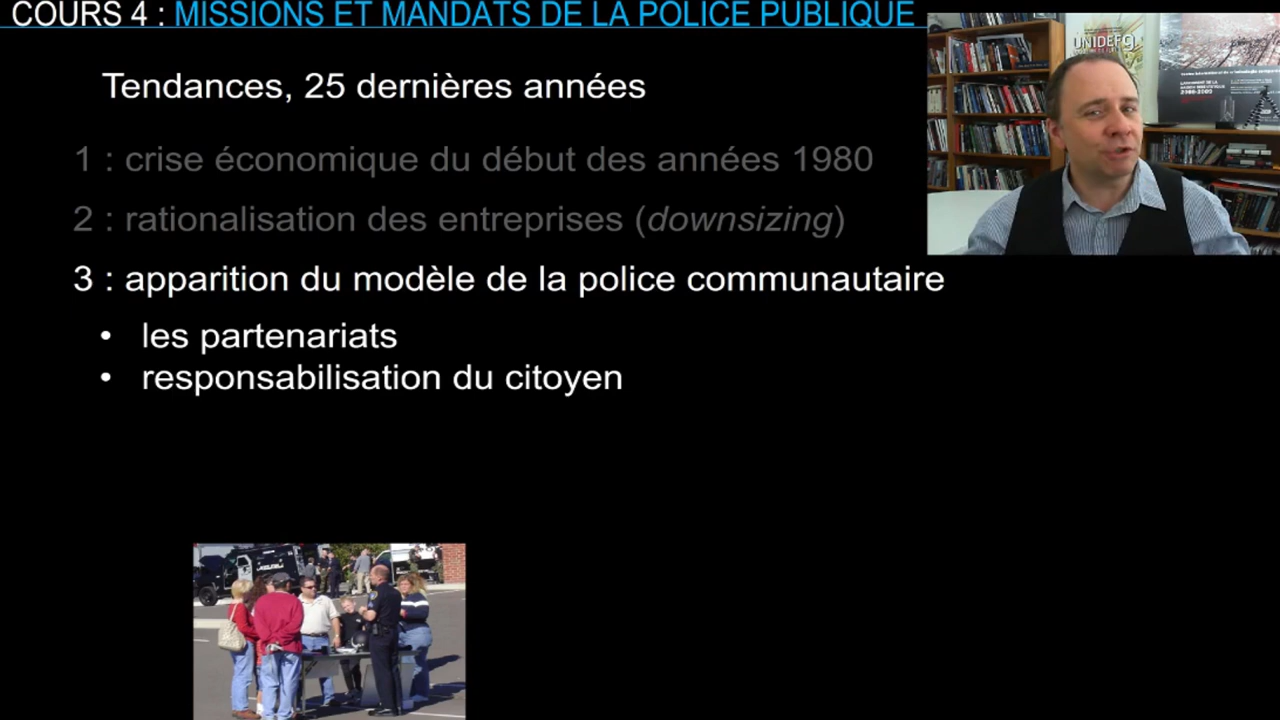 COURS 4 : MISSIONS ET MANDATS DE LA POLICE PUBLIQUE
Tendances, 25 dernières années
1 : crise économique du début des années 1980
2 : rationalisation des entreprises (downsizing)
3 : apparition du modèle de la police communautaire
• les partenariats
• responsabilisation du citoyen